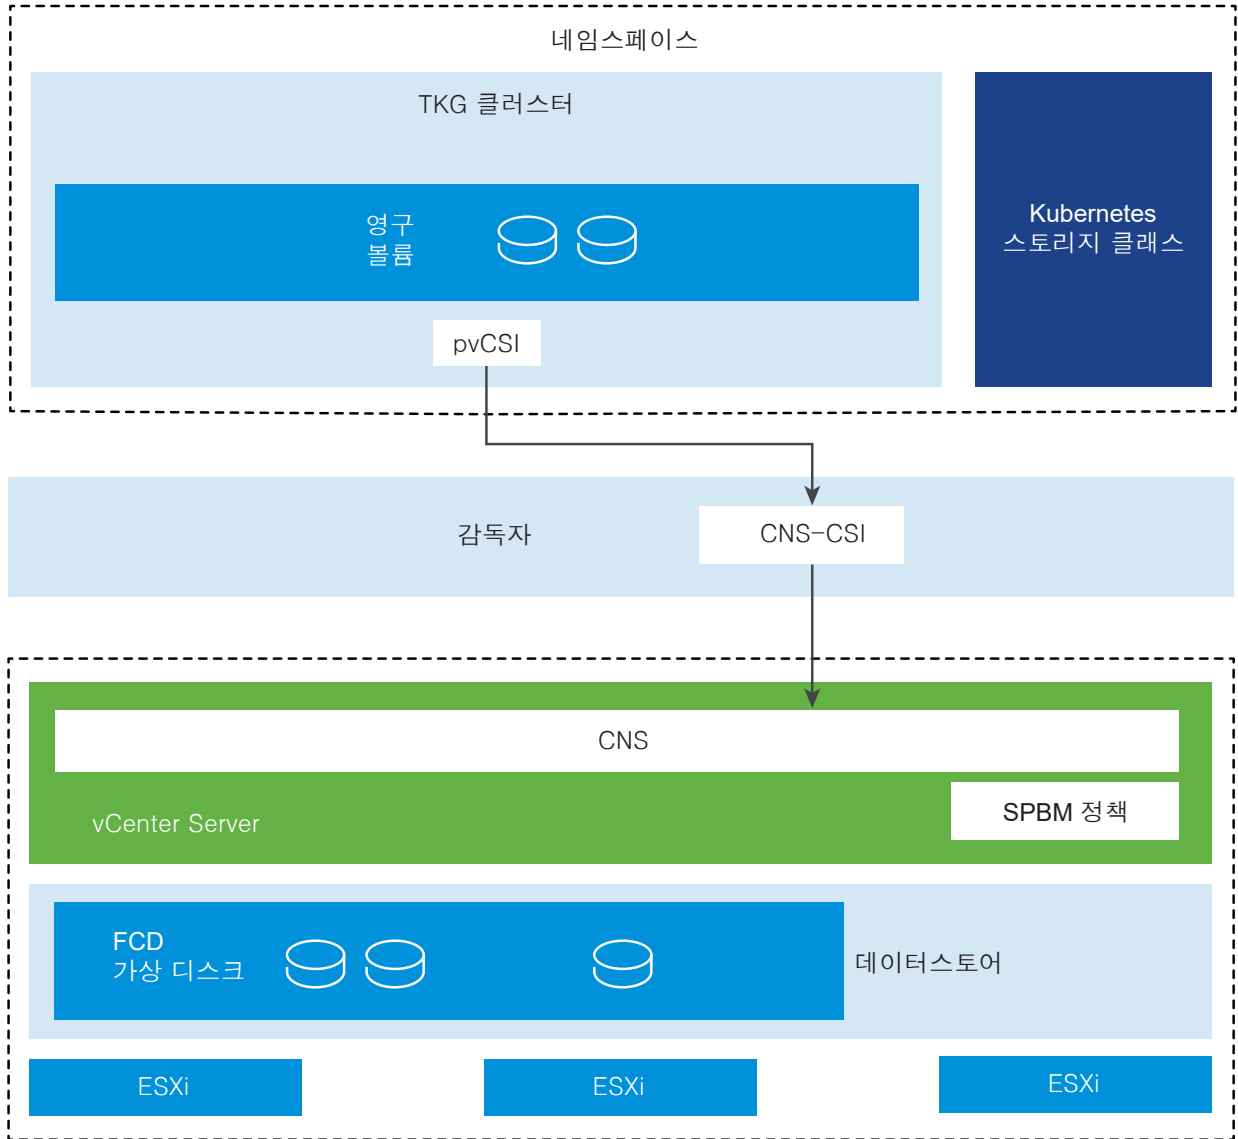 네임스페이스
TKG 클러스터
영구
볼륨
Kubernetes
스토리지 클래스
pvCSI
감독자
CNS-CSI
CNS
vCenter Server
SPBM 정책
FCD
가상 디스크
데이터스토어
ESXi
ESXi
ESXi